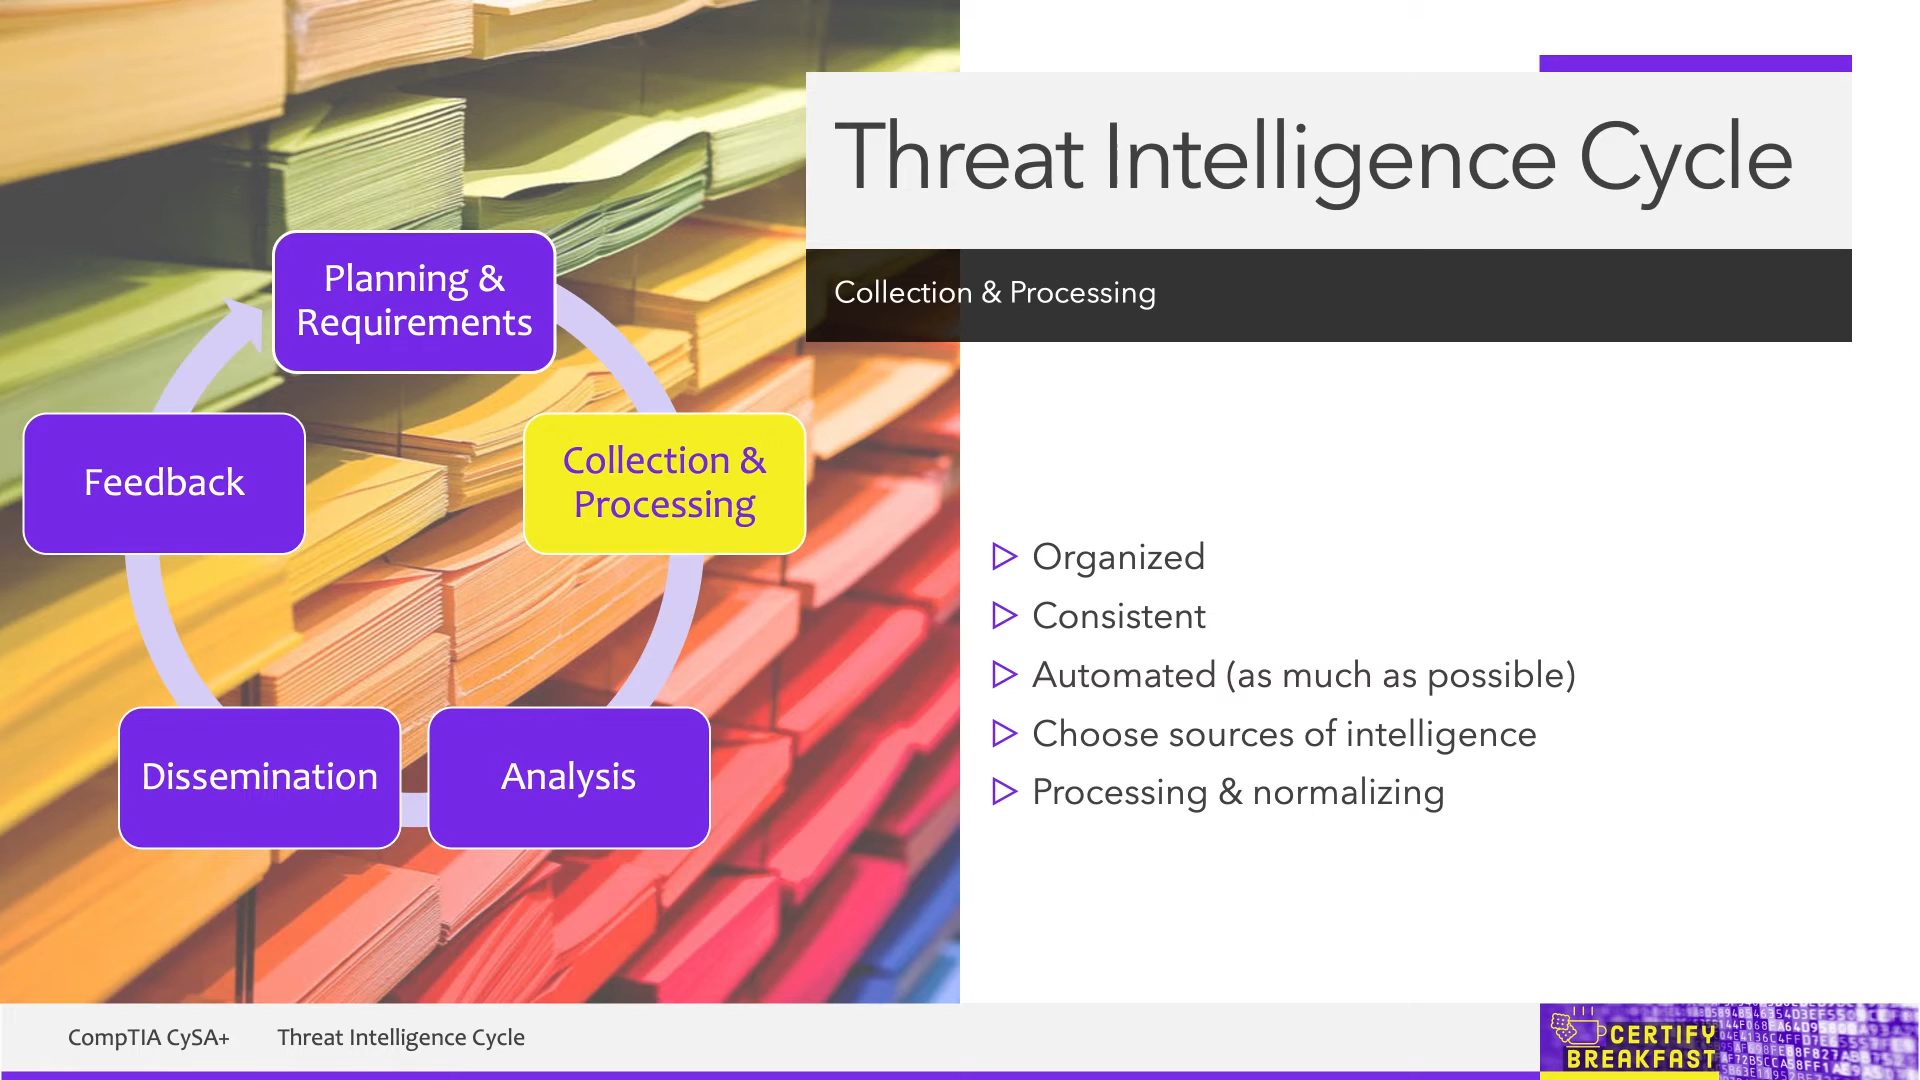 Threat Intelligence Cycle
Collection & Processing
Planning &
Requirements
Collection &
Processing
Feedback
Dissemination
Analysis
Organized
Consistent
Automated (as much as possible)
Choose sources of intelligence
Processing & normalizing
CompTIA CySA+
Threat Intelligence Cycle
CERTIFY
BREAKFAST